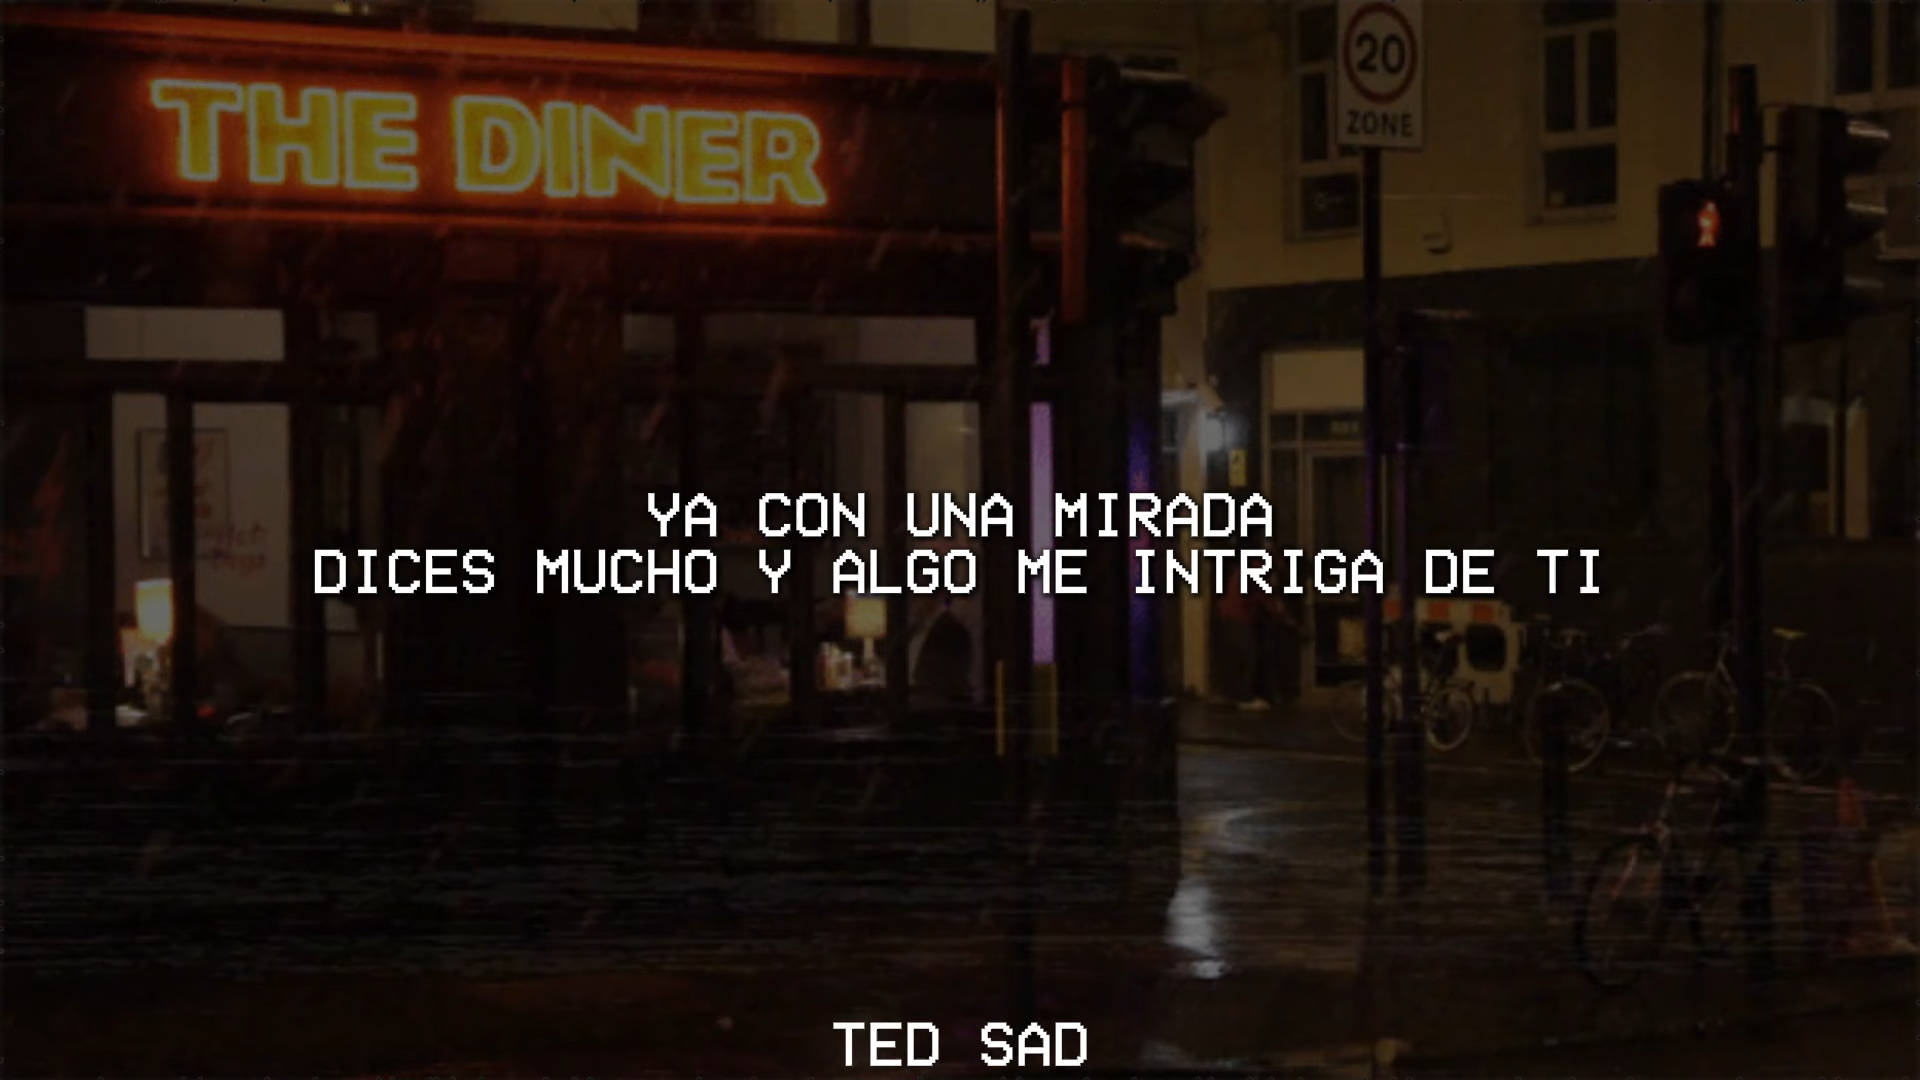 THE DINER
20
ZONE
YA CON UNA MIRADA
DICES MUCHO Y ALGO ME INTRIGA DE TI
TED SAD